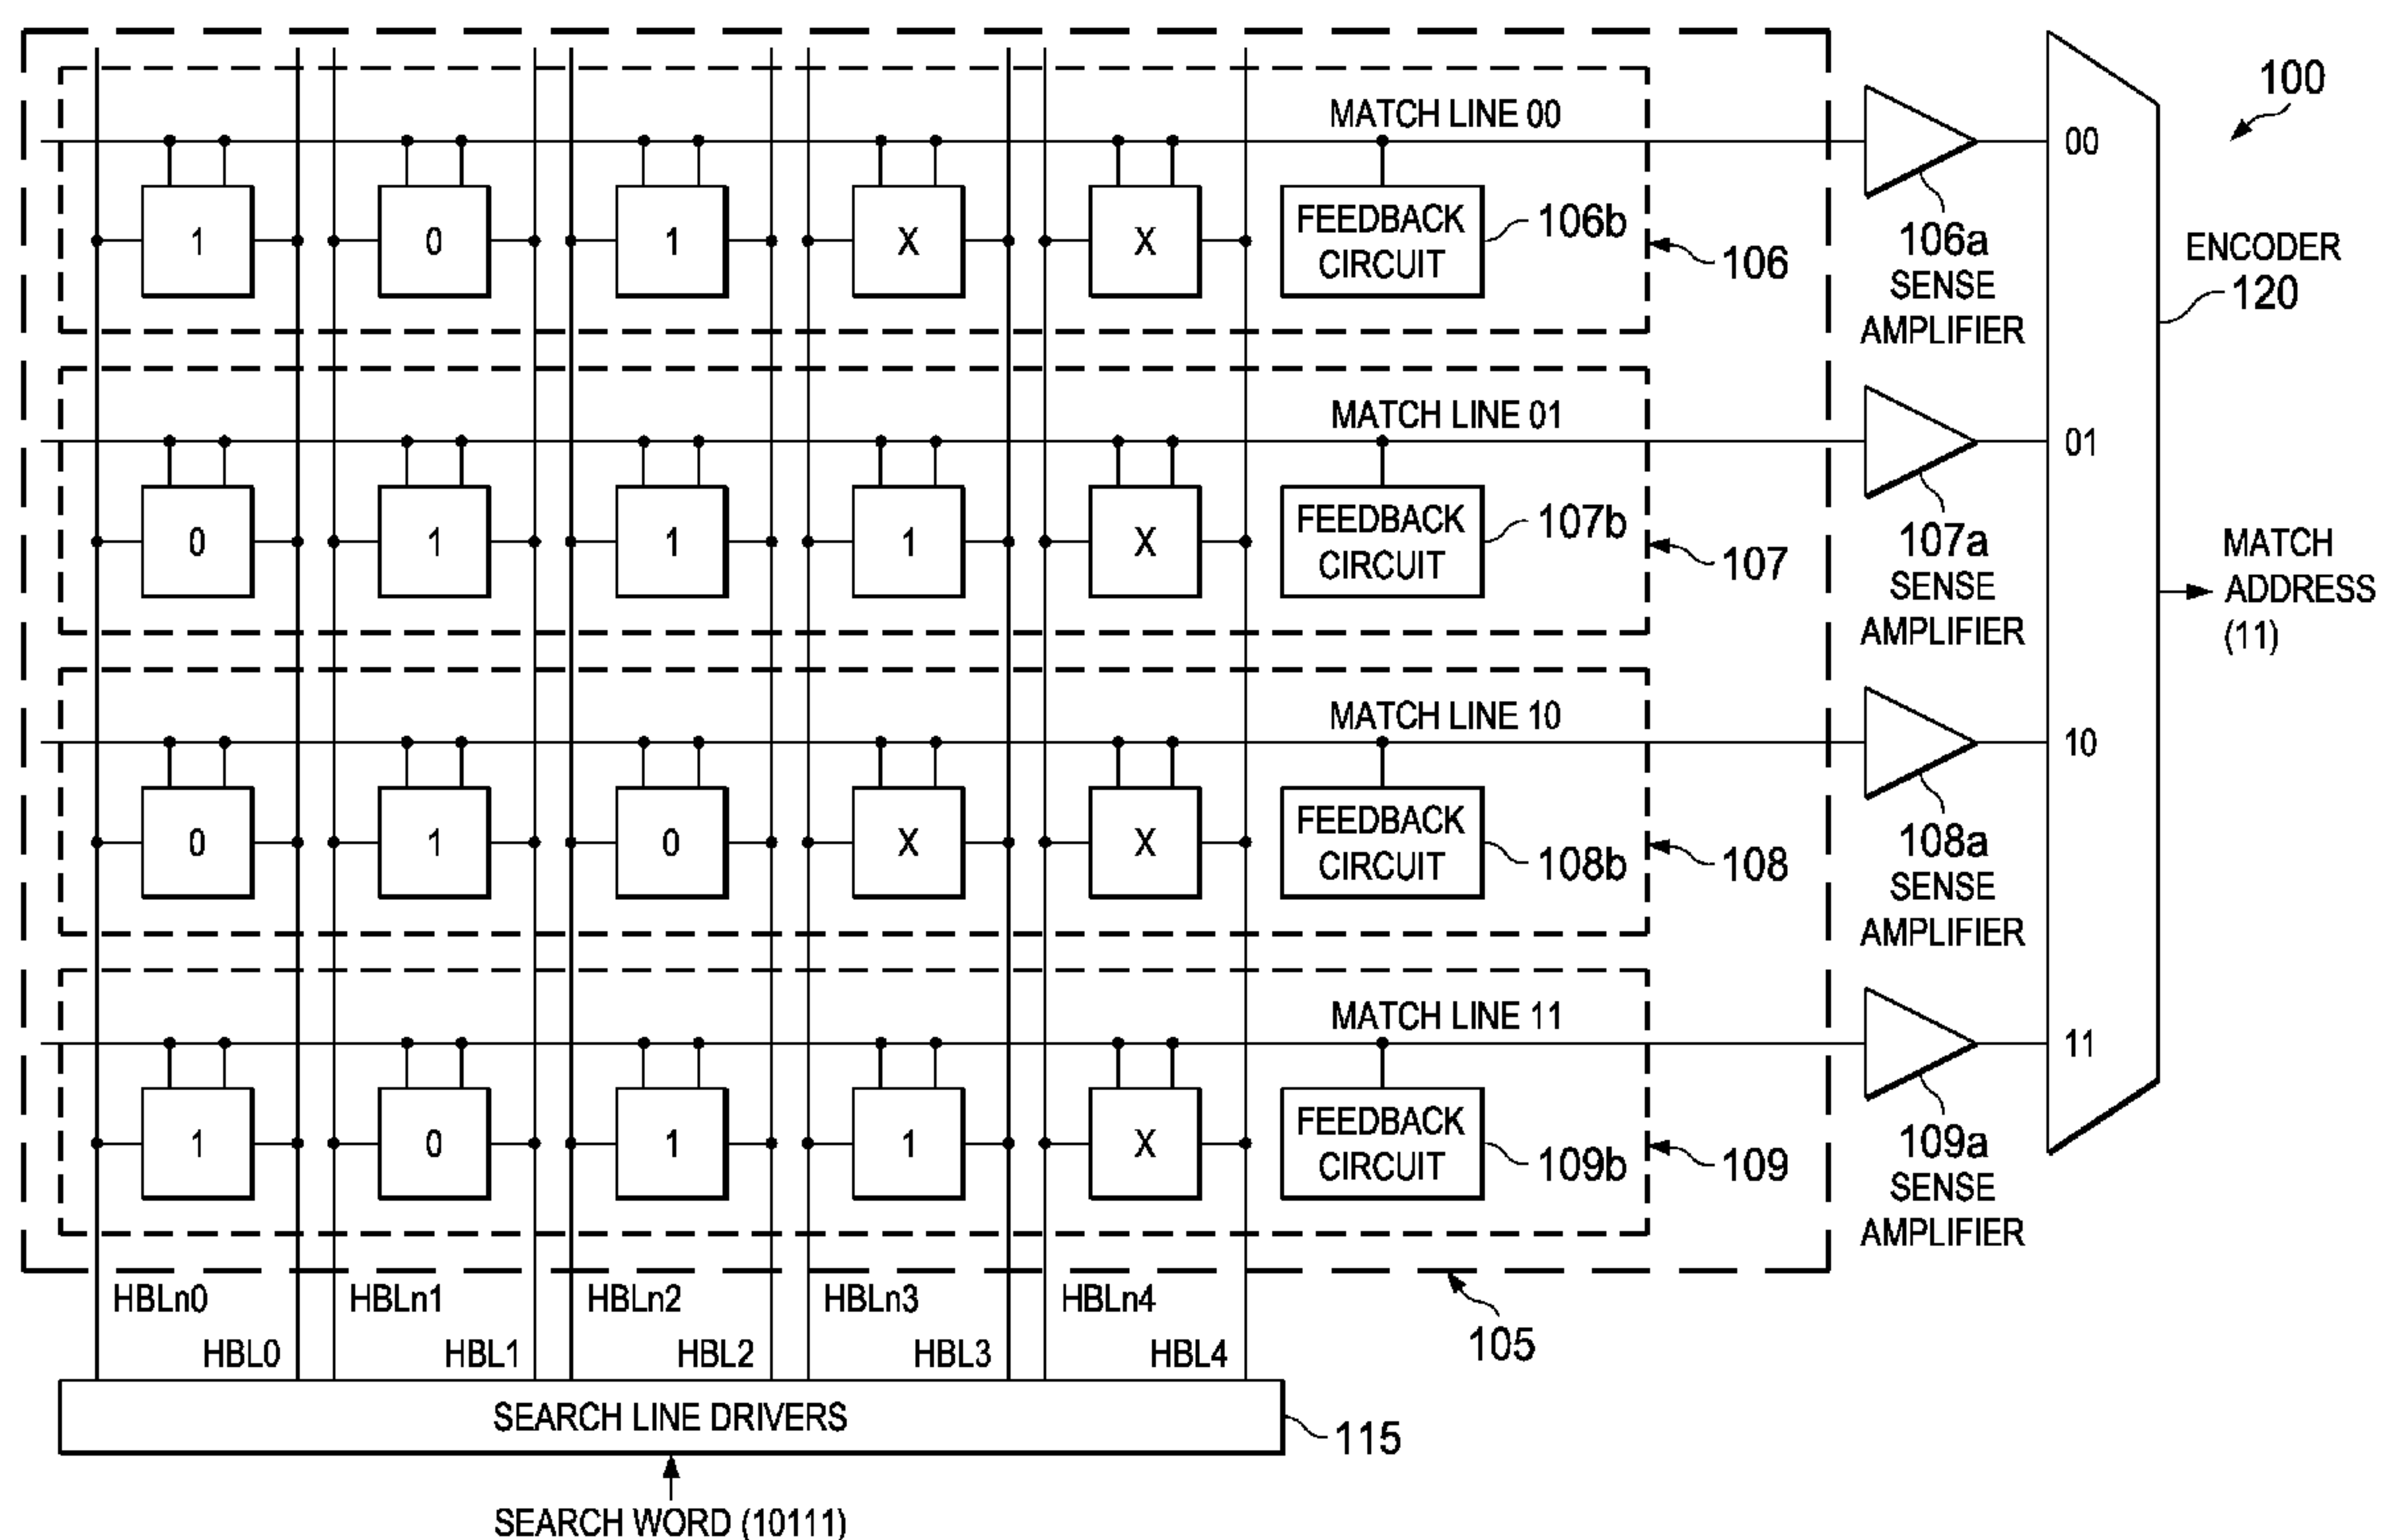 100
MATCH LINE 00
1 0 1 X X
FEEDBACK
CIRCUIT
106b
106
106a
SENSE
AMPLIFIER
00
ENCODER
120
MATCH LINE 01
0 1 1 1 X
FEEDBACK
CIRCUIT
107b
107
107a
SENSE
AMPLIFIER
01
MATCH
ADDRESS
(11)
MATCH LINE 10
0 1 0 X X
FEEDBACK
CIRCUIT
108b
108
108a
SENSE
AMPLIFIER
10
MATCH LINE 11
1 0 1 1 X
FEEDBACK
CIRCUIT
109b
109
109a
SENSE
AMPLIFIER
11
HBLn0 HBLn1 HBLn2 HBLn3 HBLn4
HBL0 HBL1 HBL2 HBL3 HBL4
105
SEARCH LINE DRIVERS
115
SEARCH WORD (10111)